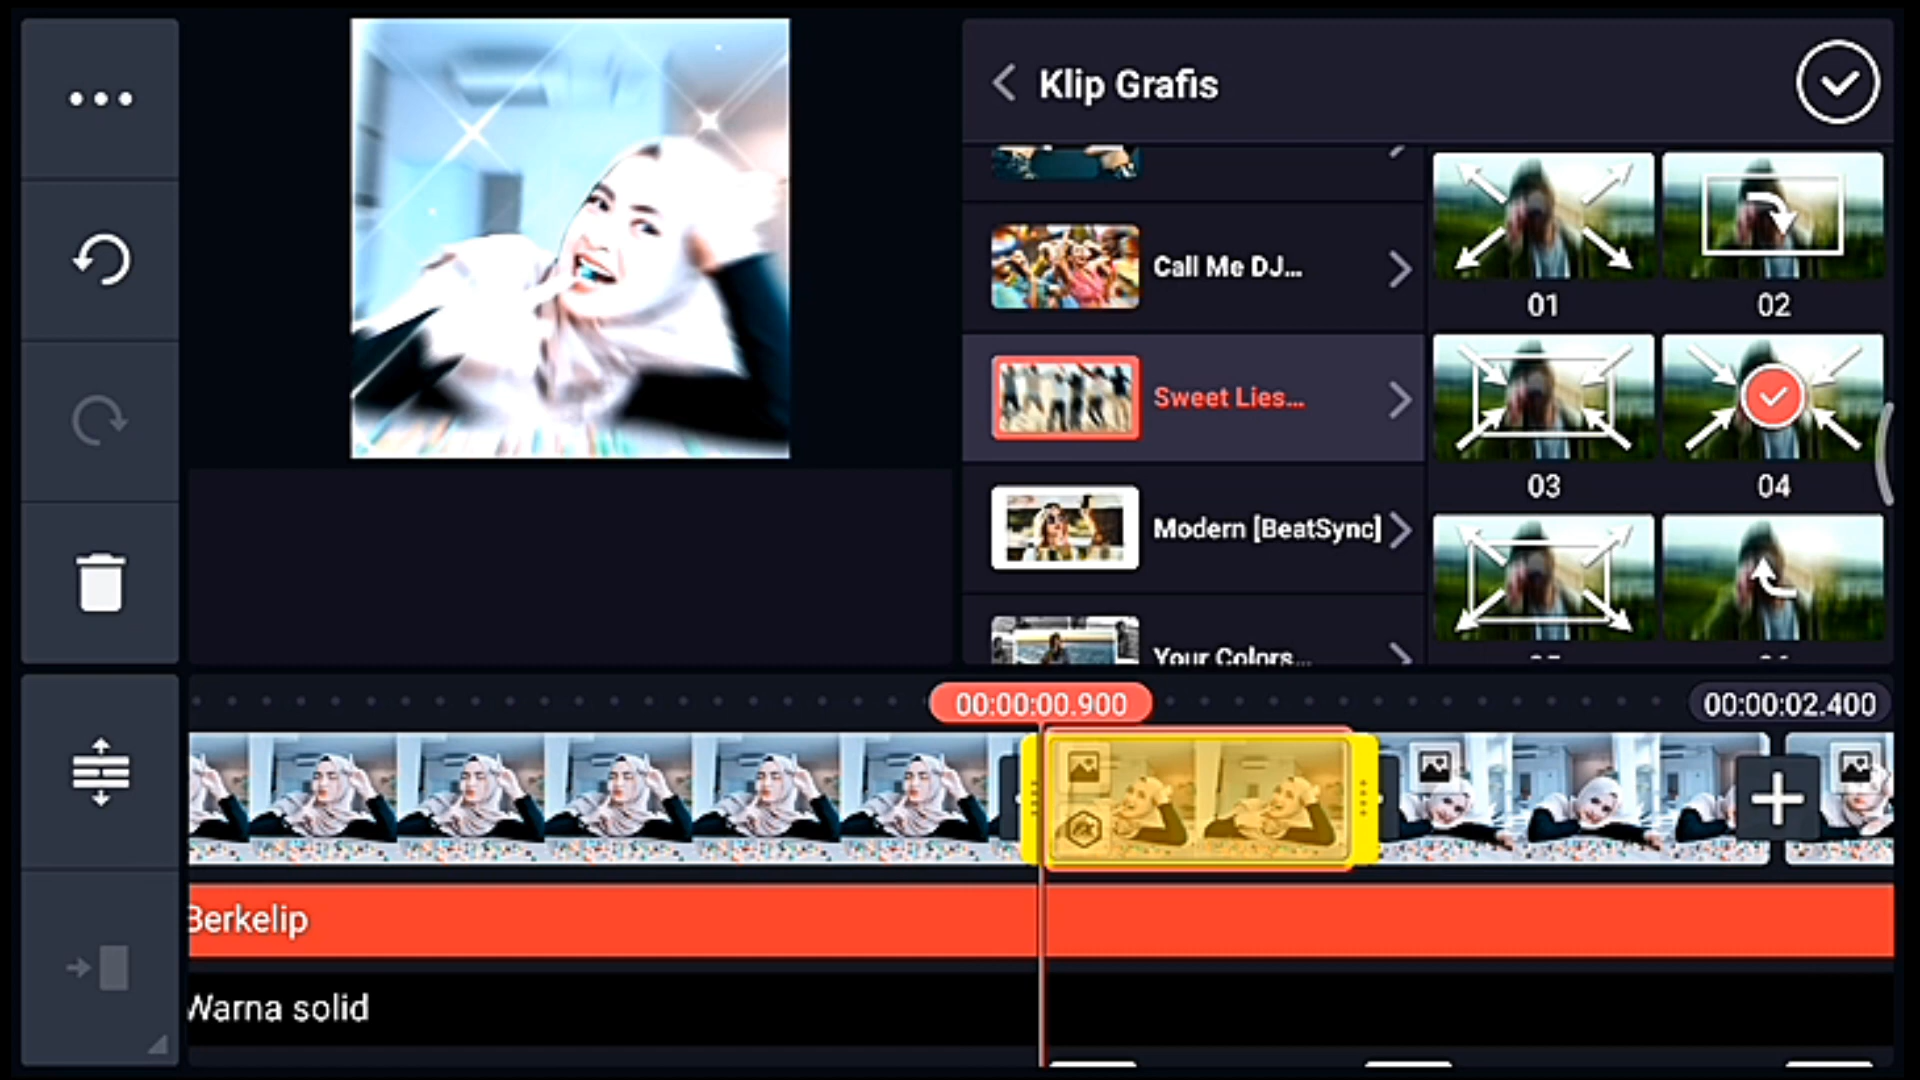 Klip Grafis
Call Me DJ...
Sweet Lies...
Modern [BeatSync]
Your Colors...
01
02
03
04
00:00:00.900
00:00:02.400
Berkelip
Warna solid